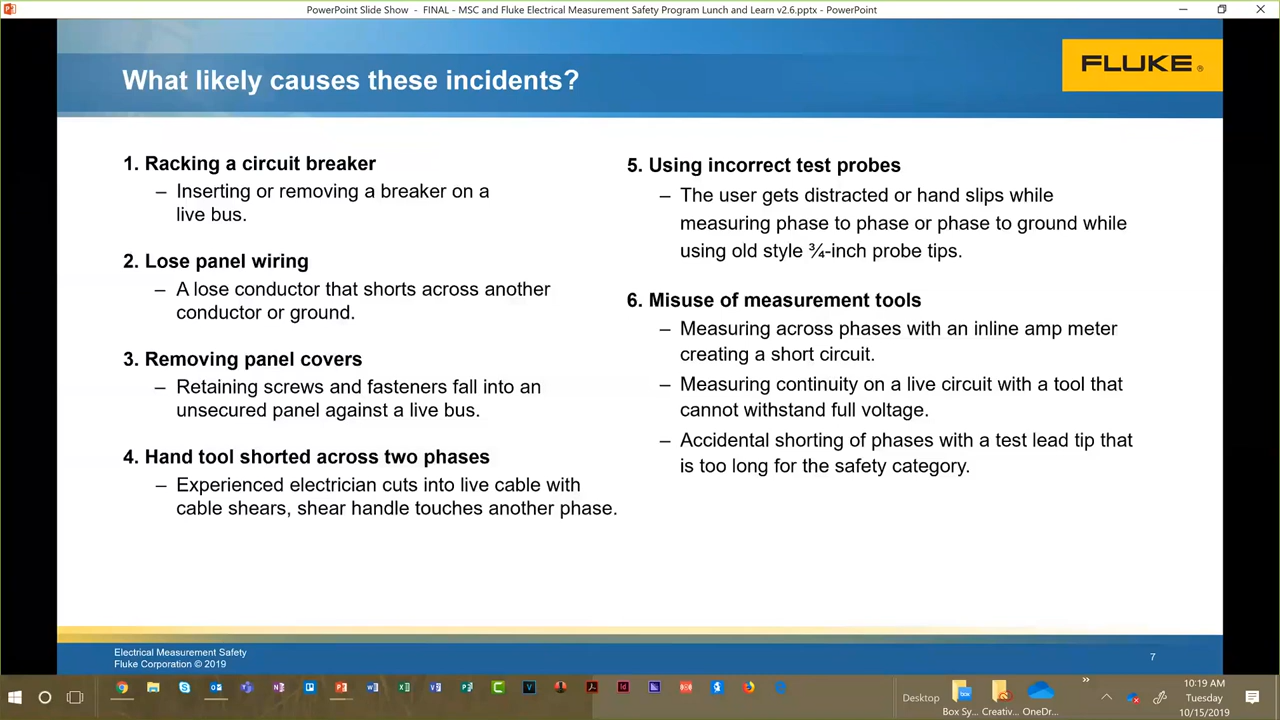 PowerPoint Slide Show - FINAL - MSC and Fluke Electrical Measurement Safety Program Lunch and Learn v2.6.pptx - PowerPoint
What likely causes these incidents?
FLUKE®
1. Racking a circuit breaker
– Inserting or removing a breaker on a
live bus.
2. Lose panel wiring
– A lose conductor that shorts across another
conductor or ground.
3. Removing panel covers
– Retaining screws and fasteners fall into an
unsecured panel against a live bus.
4. Hand tool shorted across two phases
– Experienced electrician cuts into live cable with
cable shears, shear handle touches another phase.
5. Using incorrect test probes
– The user gets distracted or hand slips while
measuring phase to phase or phase to ground while
using old style ¾-inch probe tips.
6. Misuse of measurement tools
– Measuring across phases with an inline amp meter
creating a short circuit.
– Measuring continuity on a live circuit with a tool that
cannot withstand full voltage.
– Accidental shorting of phases with a test lead tip that
is too long for the safety category.
Electrical Measurement Safety
Fluke Corporation © 2019
7
Desktop
Box Sy...
Creativ...
OneDr...
10:19 AM
Tuesday
10/15/2019